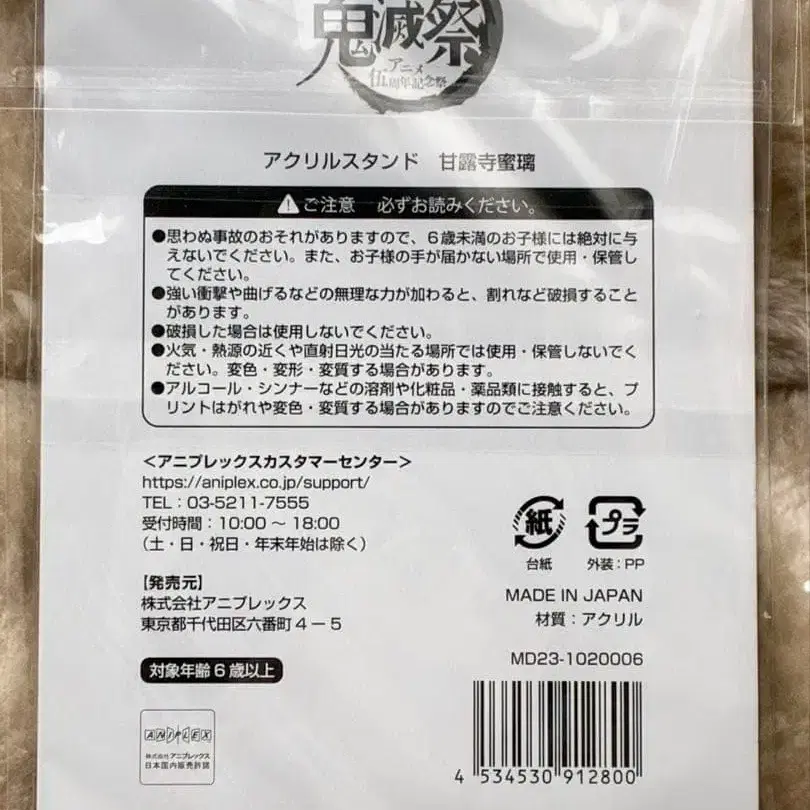 鬼滅祭
アニメ
伍周年記念祭
アクリルスタンド 甘露寺蜜璃
ご注意 必ずお読みください。
●思わぬ事故のおそれがありますので、6歳未満のお子様には絶対に与
えないでください。また、お子様の手が届かない場所で使用・保管し
てください。
●強い衝撃や曲げるなどの無理な力が加わると、割れなど破損すること
があります。
●破損した場合は使用しないでください。
●火気・熱源の近くや直射日光の当たる場所では使用・保管しないでく
ださい。変色・変形・変質する場合があります。
●アルコール・シンナーなどの溶剤や化粧品・薬品類に接触すると、プ
リントはがれや変色・変質する場合がありますのでご注意ください。
＜アニプレックスカスタマーセンター＞
https://aniplex.co.jp/support/
TEL：03-5211-7555
受付時間：10:00 〜 18:00
（土・日・祝日・年末年始は除く）
紙
台紙
プラ
外装：PP
【発売元】
株式会社アニプレックス
東京都千代田区六番町4－5
MADE IN JAPAN
材質：アクリル
対象年齢6歳以上
MD23-1020006
ANIPLEX
株式会社アニプレックス
日本国内販売許諾
4 534530 912800